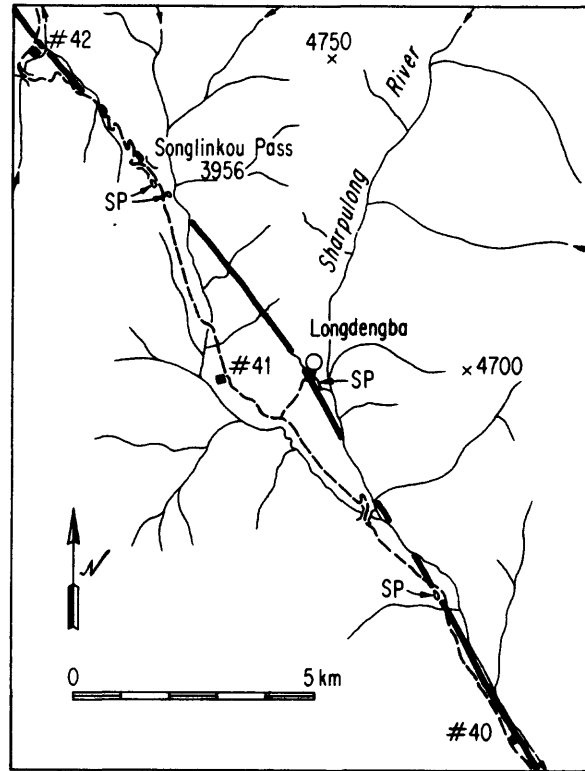 #42
4750
×
River
Songlinkou Pass
3956
SP
Sharpulong
Longdengba
#41
SP
×4700
N
SP
0 5 km
#40